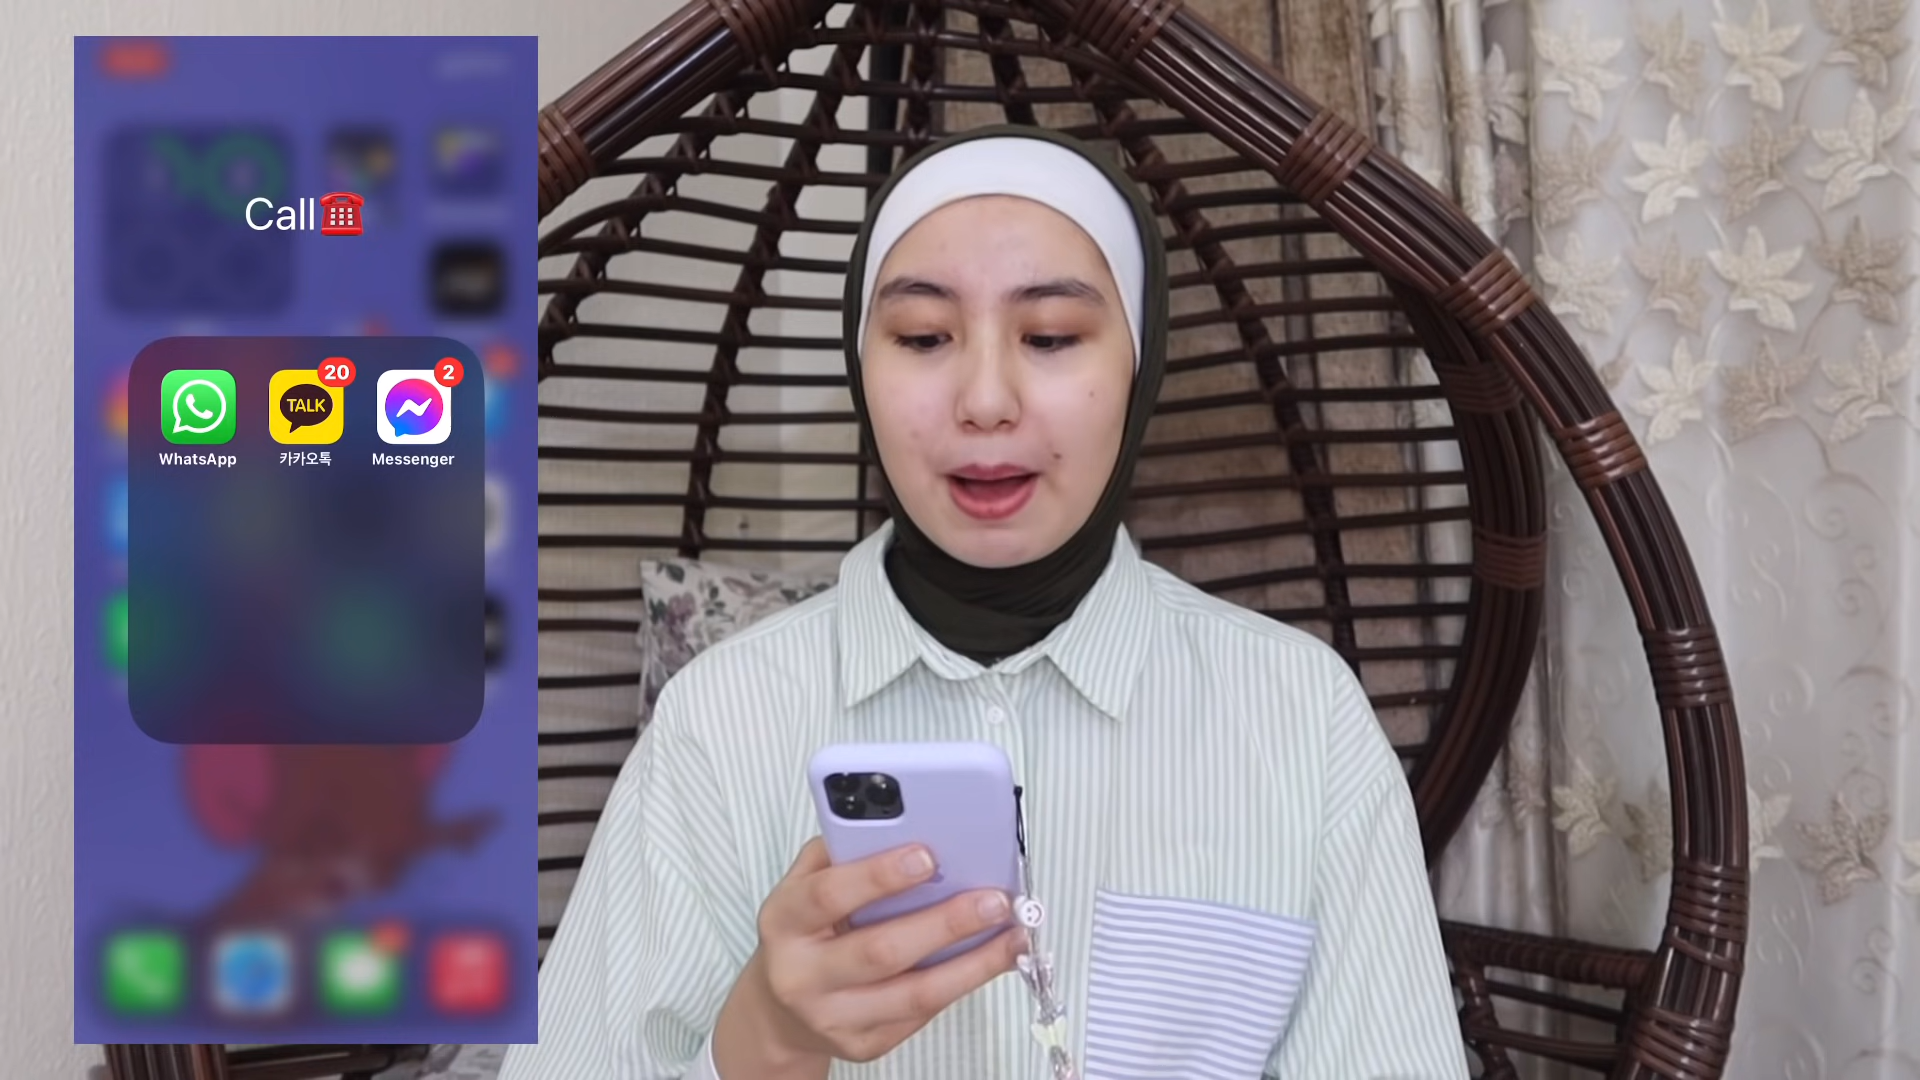 Call☎️
20
2
TALK
WhatsApp
카카오톡
Messenger